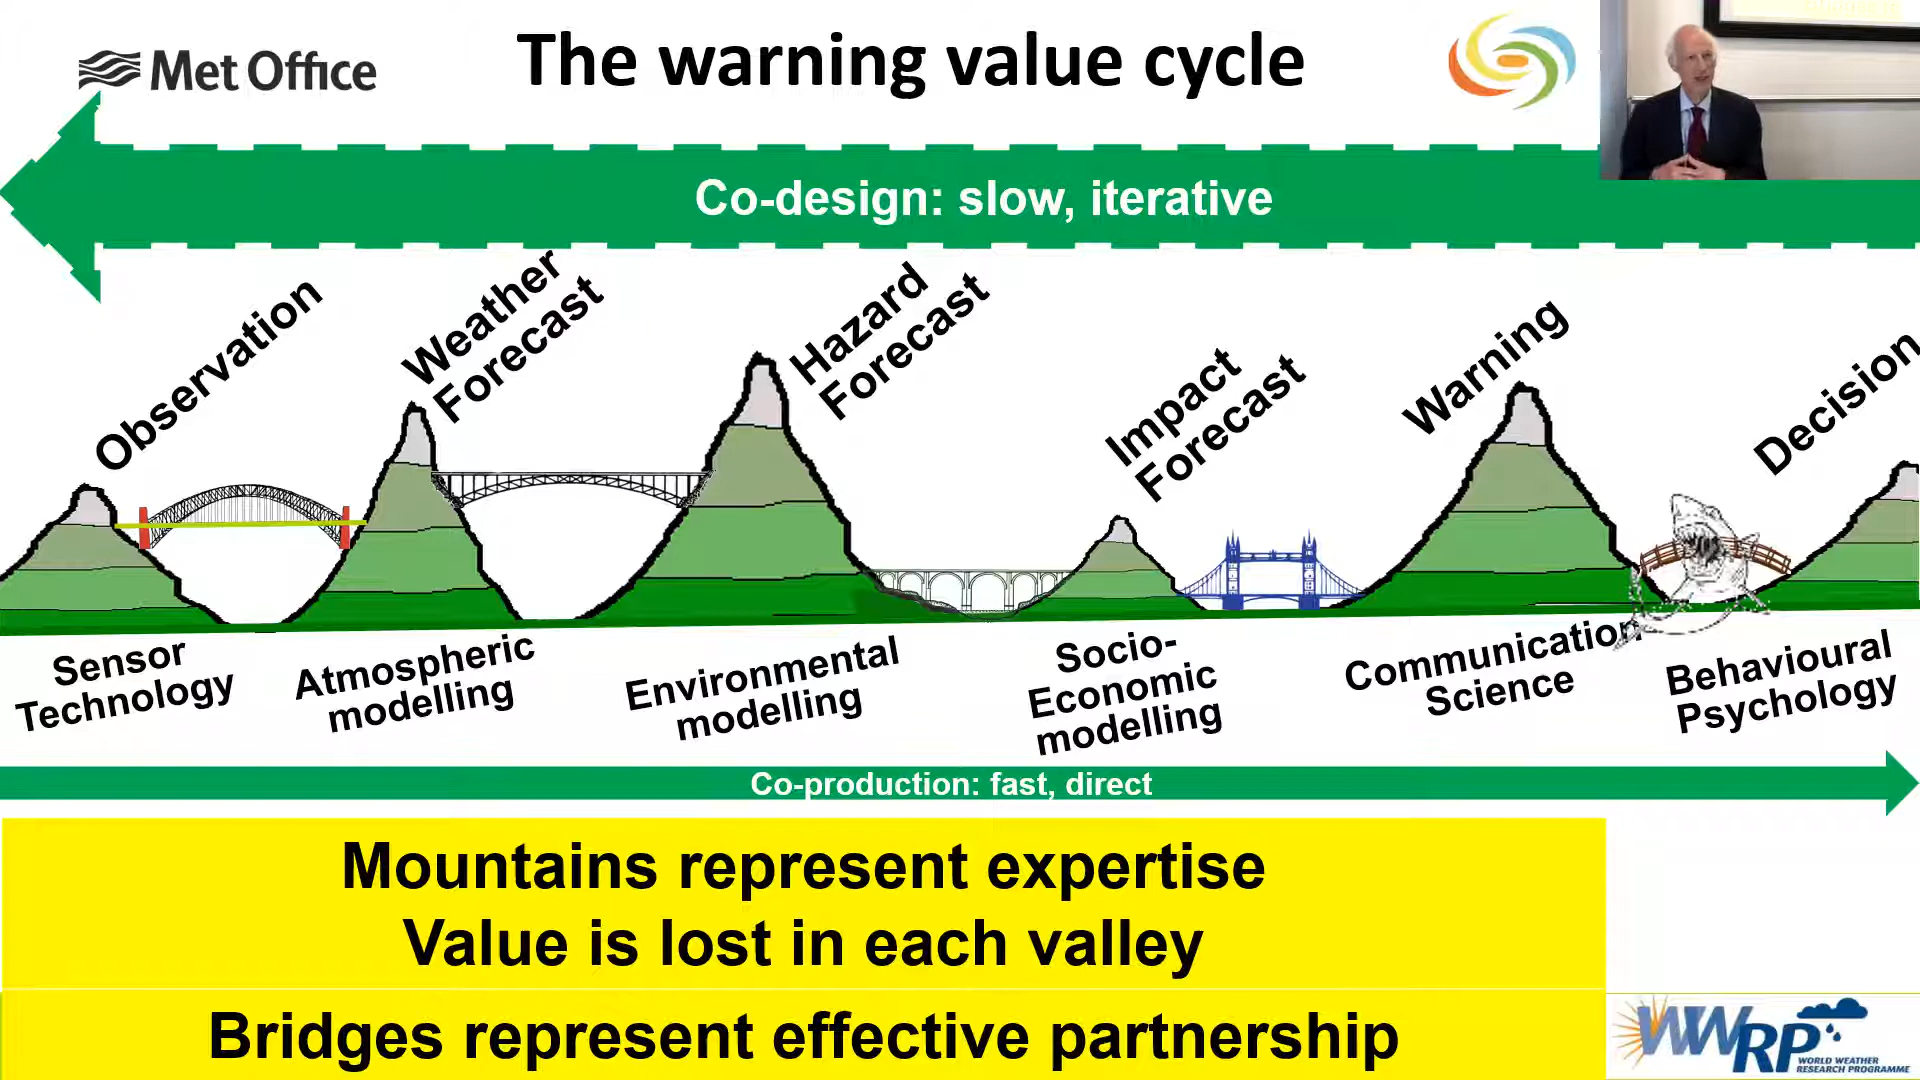 Met Office
The warning value cycle
Co-design: slow, iterative
Observation
Weather
Forecast
Hazard
Forecast
Impact
Forecast
Warning
Decision
Sensor
Technology
Atmospheric
modelling
Environmental
modelling
Socio-
Economic
modelling
Communication
Science
Behavioural
Psychology
Co-production: fast, direct
Mountains represent expertise
Value is lost in each valley
Bridges represent effective partnership
WWRP
WORLD WEATHER
RESEARCH PROGRAMME